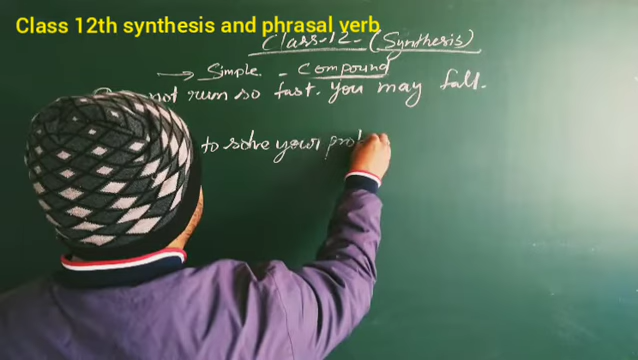 Class 12th synthesis and phrasal verb
Class-12-(Synthesis)
→ Simple. - Compound
not run so fast. You may fall.
to solve your